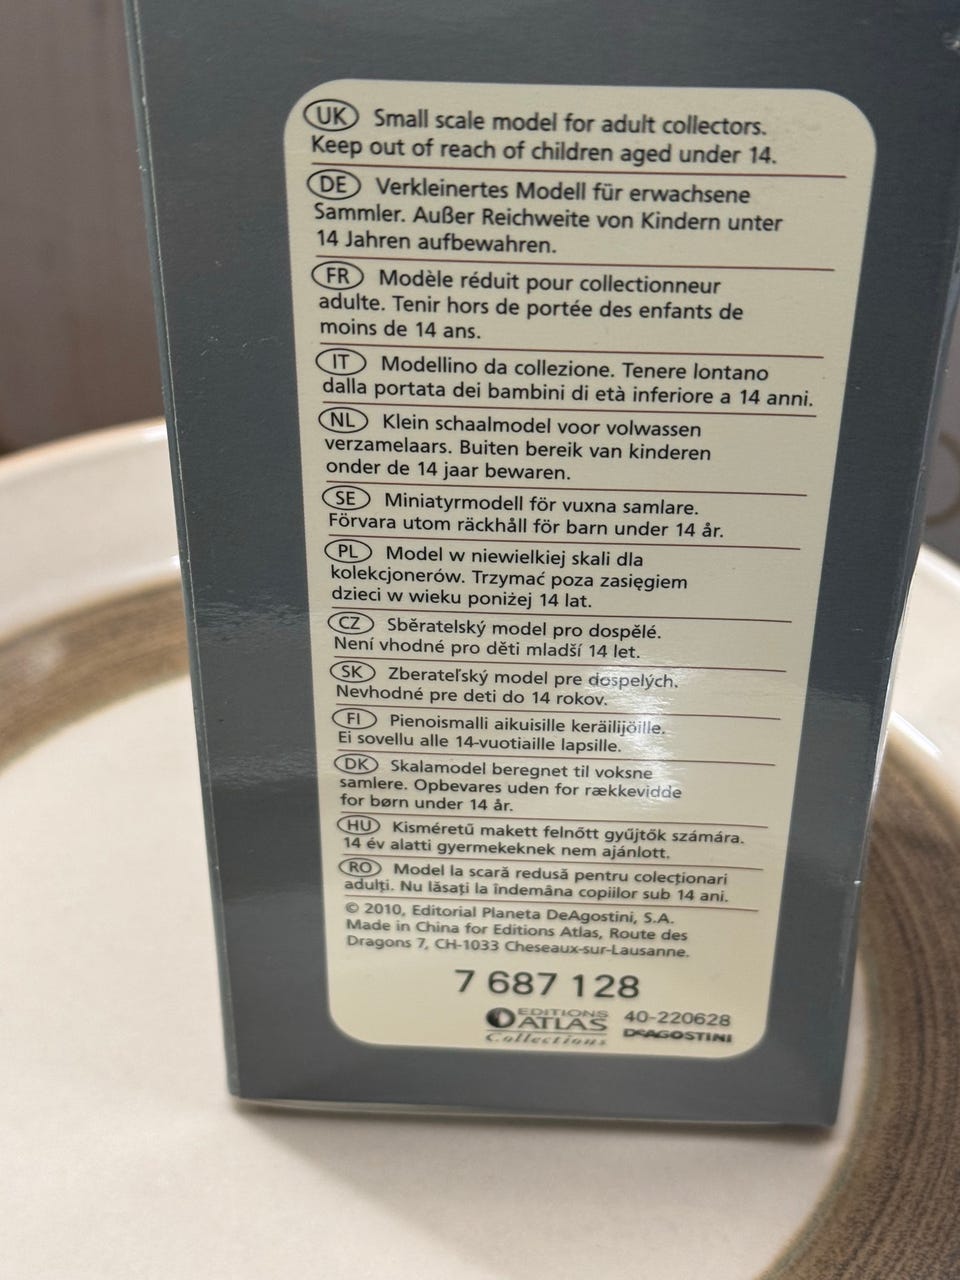 UK Small scale model for adult collectors.
Keep out of reach of children aged under 14.
DE Verkleinertes Modell für erwachsene
Sammler. Außer Reichweite von Kindern unter
14 Jahren aufbewahren.
FR Modèle réduit pour collectionneur
adulte. Tenir hors de portée des enfants de
moins de 14 ans.
IT Modellino da collezione. Tenere lontano
dalla portata dei bambini di età inferiore a 14 anni.
NL Klein schaalmodel voor volwassen
verzamelaars. Buiten bereik van kinderen
onder de 14 jaar bewaren.
SE Miniatyrmodell för vuxna samlare.
Förvara utom räckhåll för barn under 14 år.
PL Model w niewielkiej skali dla
kolekcjonerów. Trzymać poza zasięgiem
dzieci w wieku poniżej 14 lat.
CZ Sběratelský model pro dospělé.
Není vhodné pro děti mladší 14 let.
SK Zberateľský model pre dospelých.
Nevhodné pre deti do 14 rokov.
FI Pienoismalli aikuisille keräilijöille.
Ei sovellu alle 14-vuotiaille lapsille.
DK Skalamodel beregnet til voksne
samlere. Opbevares uden for rækkevidde
for børn under 14 år.
HU Kisméretű makett felnőtt gyűjtők számára.
14 év alatti gyermekeknek nem ajánlott.
RO Model la scară redusă pentru colecționari
adulți. Nu lăsați la îndemâna copiilor sub 14 ani.
© 2010, Editorial Planeta DeAgostini, S.A.
Made in China for Editions Atlas, Route des
Dragons 7, CH-1033 Cheseaux-sur-Lausanne.
7 687 128
EDITIONS
ATLAS
Collections
40-220628
DEAGOSTINI